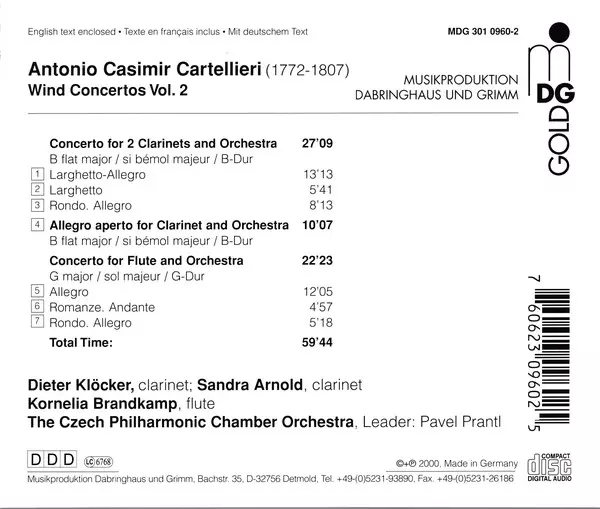 English text enclosed • Texte en français inclus • Mit deutschem Text
MDG 301 0960-2
Antonio Casimir Cartellieri (1772-1807)
Wind Concertos Vol. 2
MUSIKPRODUKTION
DABRINGHAUS UND GRIMM
mDG
GOLD
Concerto for 2 Clarinets and Orchestra 27’09
B flat major / si bémol majeur / B-Dur
1 Larghetto-Allegro 13’13
2 Larghetto 5’41
3 Rondo. Allegro 8’13
4 Allegro aperto for Clarinet and Orchestra 10’07
B flat major / si bémol majeur / B-Dur
Concerto for Flute and Orchestra 22’23
G major / sol majeur / G-Dur
5 Allegro 12’05
6 Romanze. Andante 4’57
7 Rondo. Allegro 5’18
Total Time: 59’44
7 60623 09602 5
Dieter Klöcker, clarinet; Sandra Arnold, clarinet
Kornelia Brandkamp, flute
The Czech Philharmonic Chamber Orchestra, Leader: Pavel Prantl
DDD LC 6768
©+℗ 2000, Made in Germany
COMPACT
disc
DIGITAL AUDIO
Musikproduktion Dabringhaus und Grimm, Bachstr. 35, D-32756 Detmold, Tel. +49-(0)5231-93890, Fax: +49-(0)5231-26186